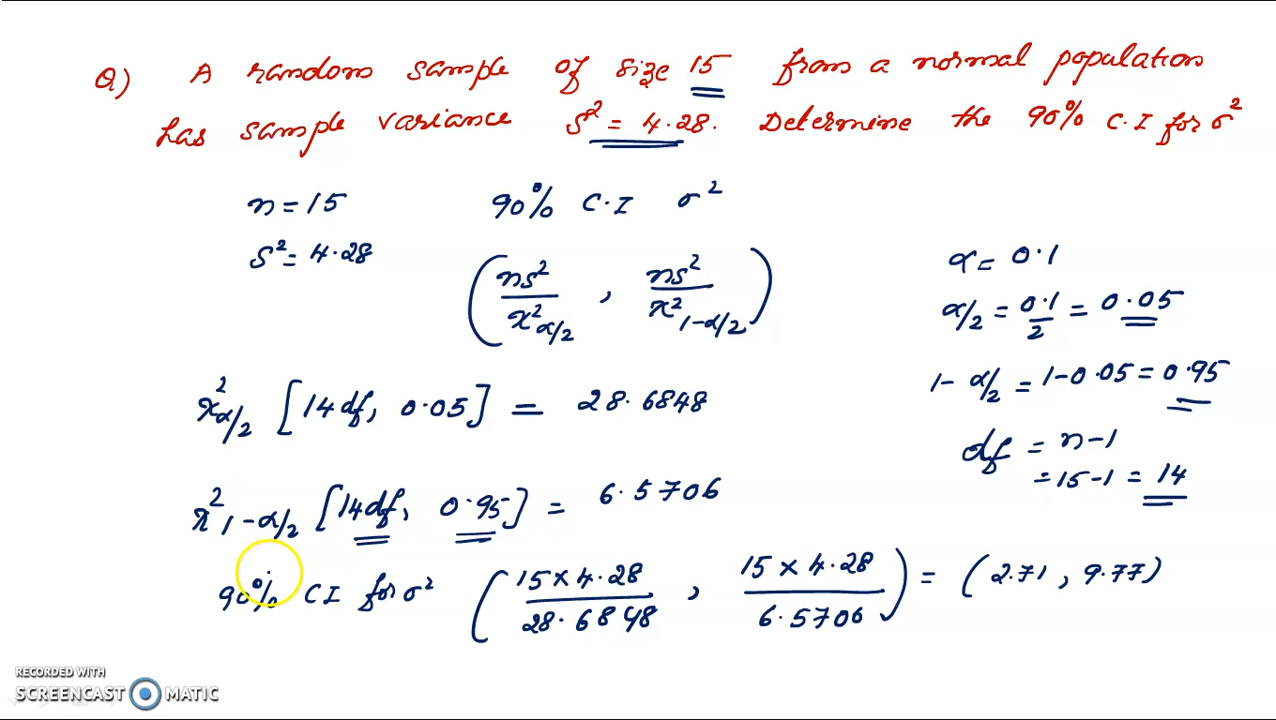 Q) A random sample of size 15 from a normal population
has sample variance s² = 4.28. Determine the 90% C.I for σ²
n = 15 90% C.I σ²
s² = 4.28
(ns²/χ²α/2 , ns²/χ²1-α/2)
α = 0.1
α/2 = 0.1/2 = 0.05
1 - α/2 = 1-0.05 = 0.95
df = n-1
= 15-1 = 14
χ²α/2 [14df, 0.05] = 28.6848
χ²1-α/2 [14df, 0.95] = 6.5706
90% CI for σ² (15×4.28/28.6848 , 15×4.28/6.5706) = (2.71, 9.77)
RECORDED WITH
SCREENCAST MATIC